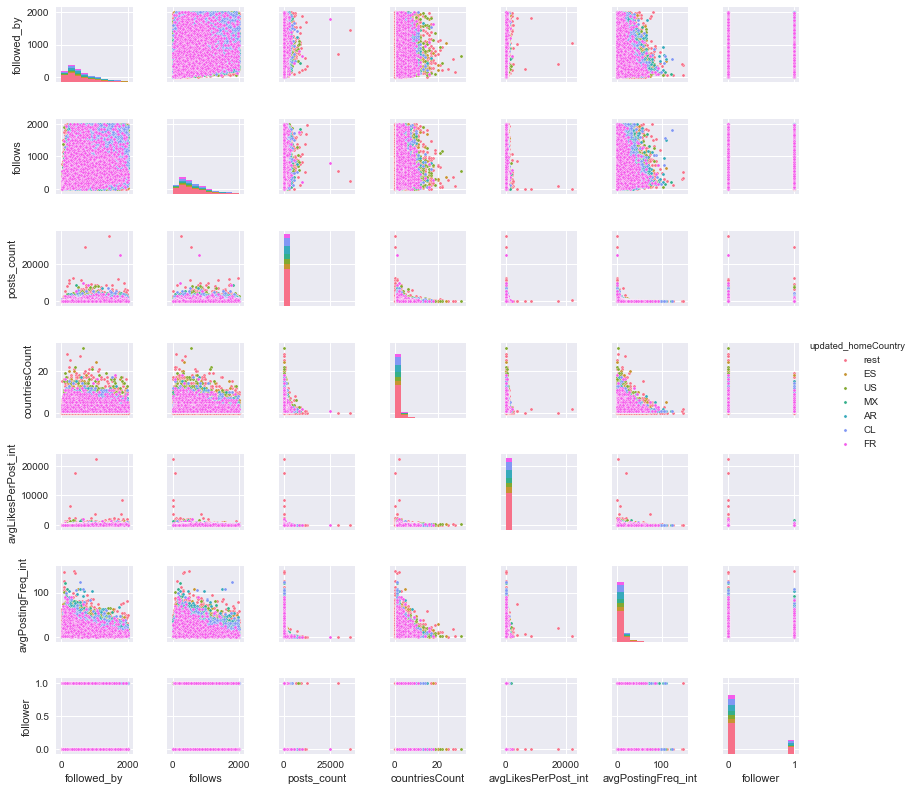 followed_by
2000
1000
0
follows
2000
1000
0
posts_count
20000
0
countriesCount
20
0
updated_homeCountry
rest
ES
US
MX
AR
CL
FR
avgLikesPerPost_int
20000
10000
0
avgPostingFreq_int
100
0
follower
1.0
0.5
0.0
0 2000 0 2000 0 25000 0 20 0 20000 0 100 0 1
followed_by follows posts_count countriesCount avgLikesPerPost_int avgPostingFreq_int follower